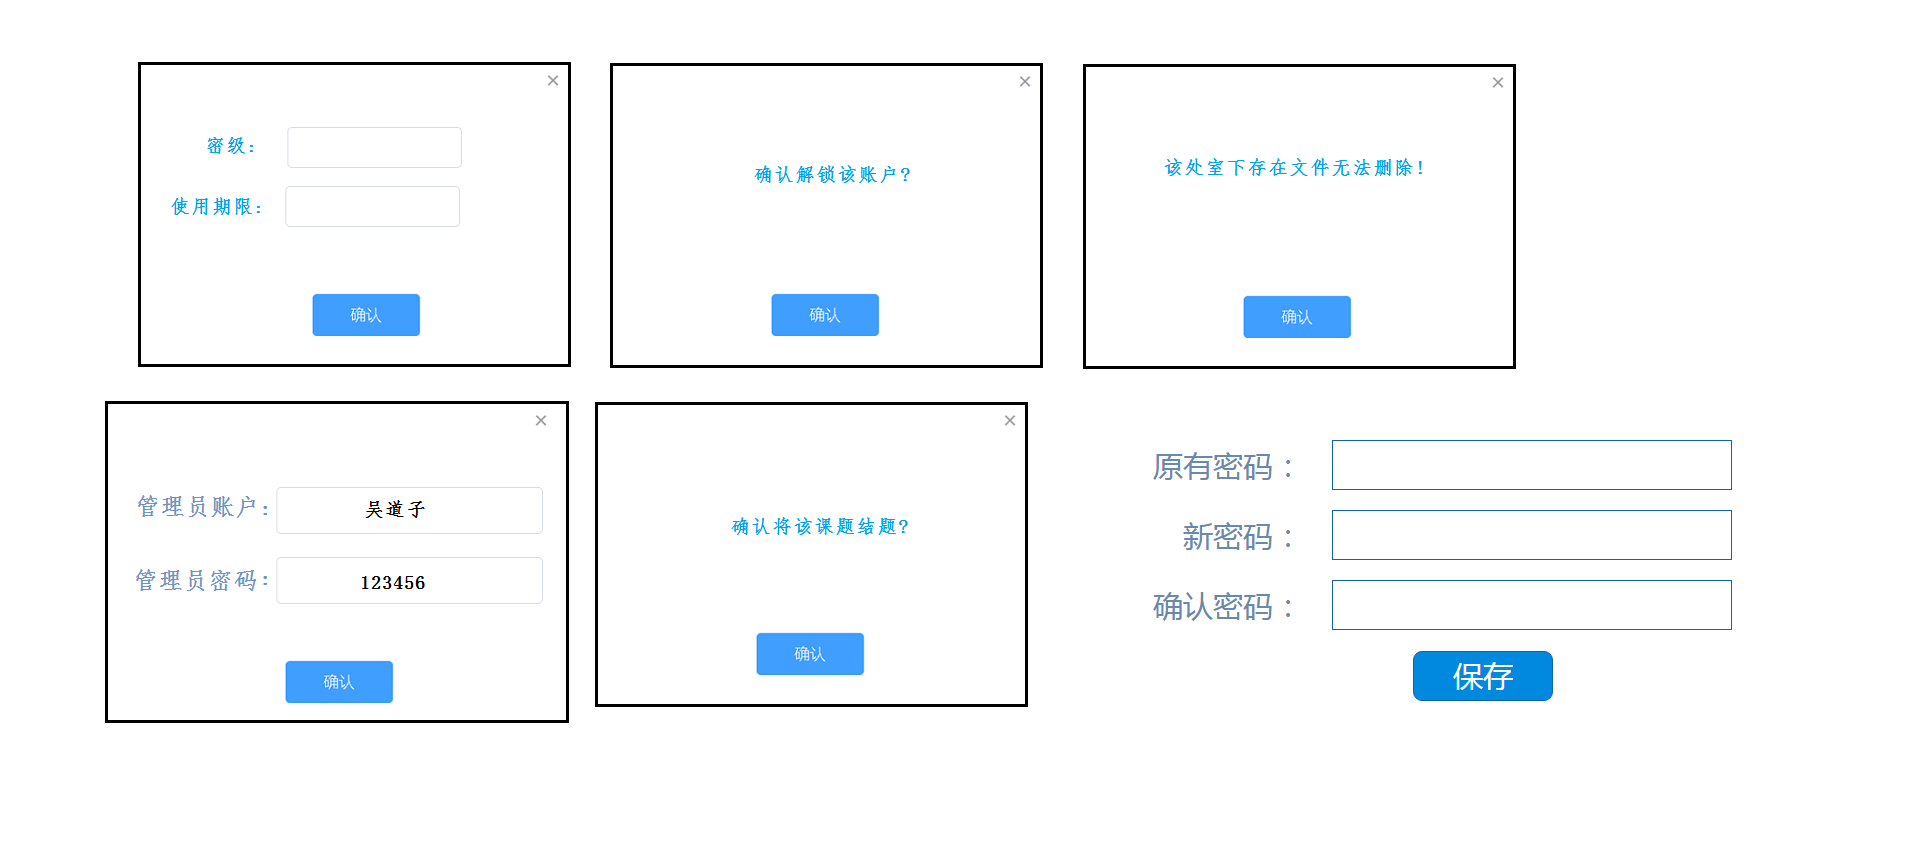 ×
密级：
使用期限：
确认
×
确认解锁该账户？
确认
×
该处室下存在文件无法删除！
确认
×
管理员账户：吴道子
管理员密码：123456
确认
×
确认将该课题结题？
确认
原有密码：
新密码：
确认密码：
保存